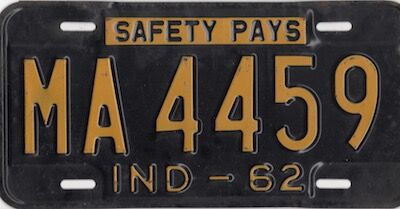 SAFETY PAYS
MA 4459
IND - 62